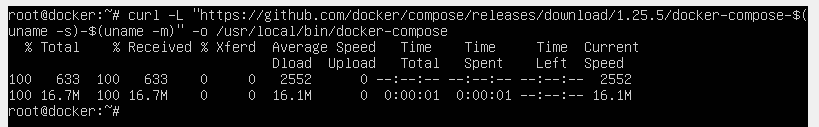 root@docker:~# curl -L "https://github.com/docker/compose/releases/download/1.25.5/docker-compose-$(
uname -s)-$(uname -m)" -o /usr/local/bin/docker-compose
  % Total    % Received % Xferd  Average Speed   Time    Time     Time  Current
                                 Dload  Upload   Total   Spent    Left  Speed
100   633  100   633    0     0   2552      0 --:--:-- --:--:-- --:--:--  2552
100 16.7M  100 16.7M    0     0  16.1M      0  0:00:01  0:00:01 --:--:-- 16.1M
root@docker:~#